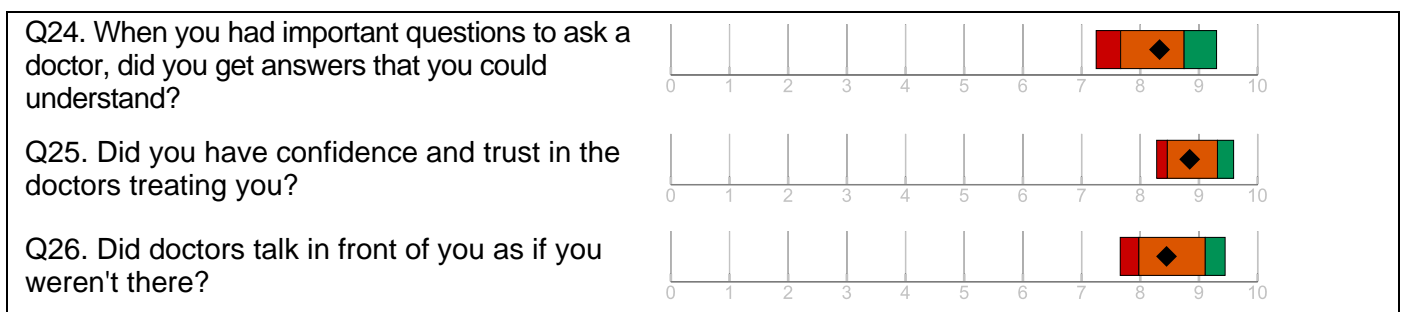 Q24. When you had important questions to ask a
doctor, did you get answers that you could
understand?
0 1 2 3 4 5 6 7 8 9 10
Q25. Did you have confidence and trust in the
doctors treating you?
0 1 2 3 4 5 6 7 8 9 10
Q26. Did doctors talk in front of you as if you
weren't there?
0 1 2 3 4 5 6 7 8 9 10